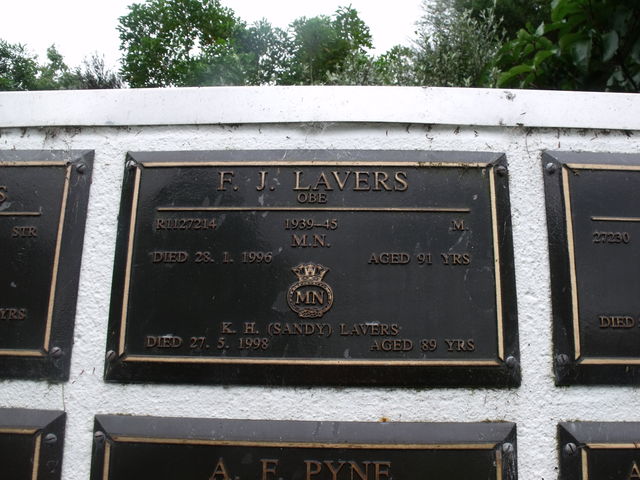 F. J. LAVERS
OBE
R1127214 1939–45 M.
M.N.
DIED 28. 1. 1996 AGED 91 YRS
MN
K. H. (SANDY) LAVERS
DIED 27. 5. 1998 AGED 89 YRS
S
STR
YRS
27230
DIED
A. F. PYNE